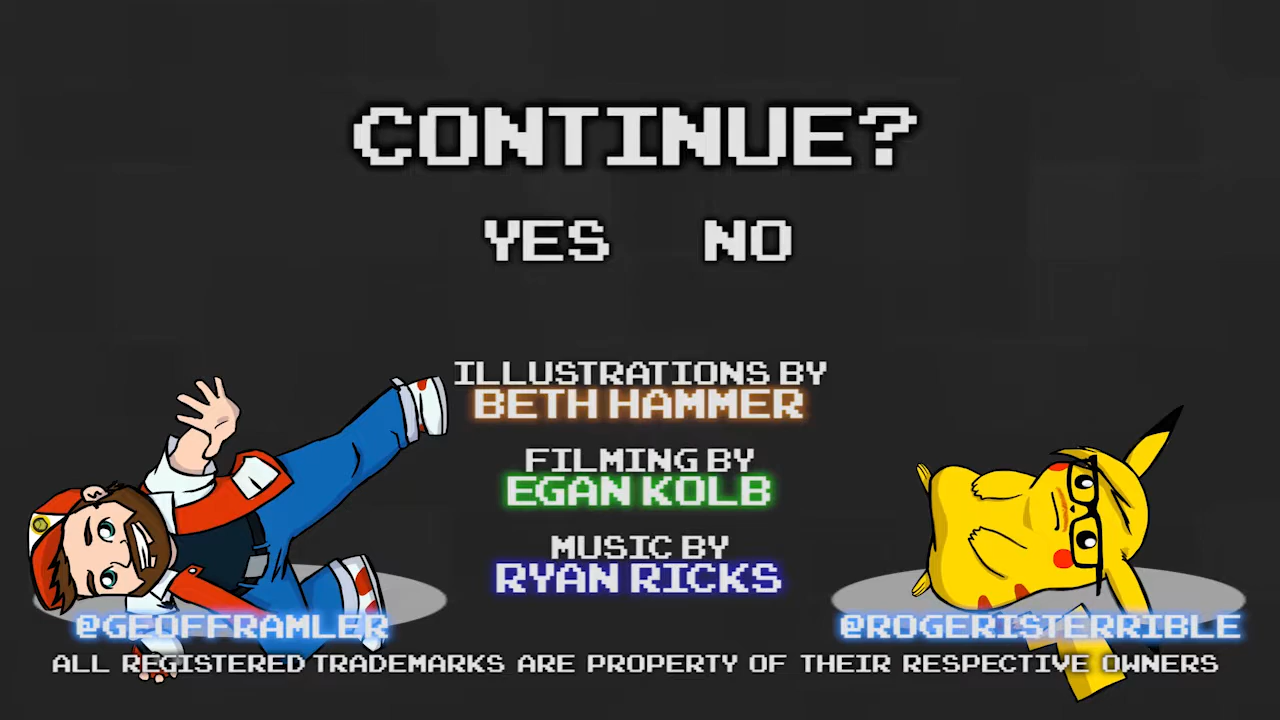 CONTINUE?
YES NO
ILLUSTRATIONS BY
BETH HAMMER
FILMING BY
EGAN KOLB
MUSIC BY
RYAN RICKS
@GEOFFRAMLER @ROGERISTERRIBLE
ALL REGISTERED TRADEMARKS ARE PROPERTY OF THEIR RESPECTIVE OWNERS